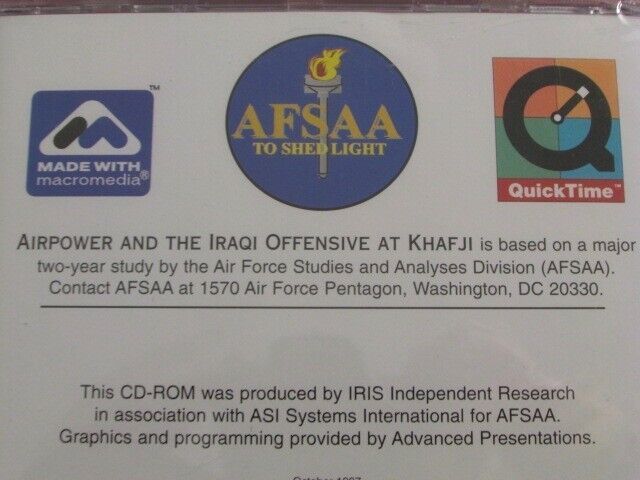 MADE WITH
macromedia®
™
AFSAA
TO SHED LIGHT
QuickTime™
AIRPOWER AND THE IRAQI OFFENSIVE AT KHAFJI is based on a major
two-year study by the Air Force Studies and Analyses Division (AFSAA).
Contact AFSAA at 1570 Air Force Pentagon, Washington, DC 20330.
This CD-ROM was produced by IRIS Independent Research
in association with ASI Systems International for AFSAA.
Graphics and programming provided by Advanced Presentations.
October 1997